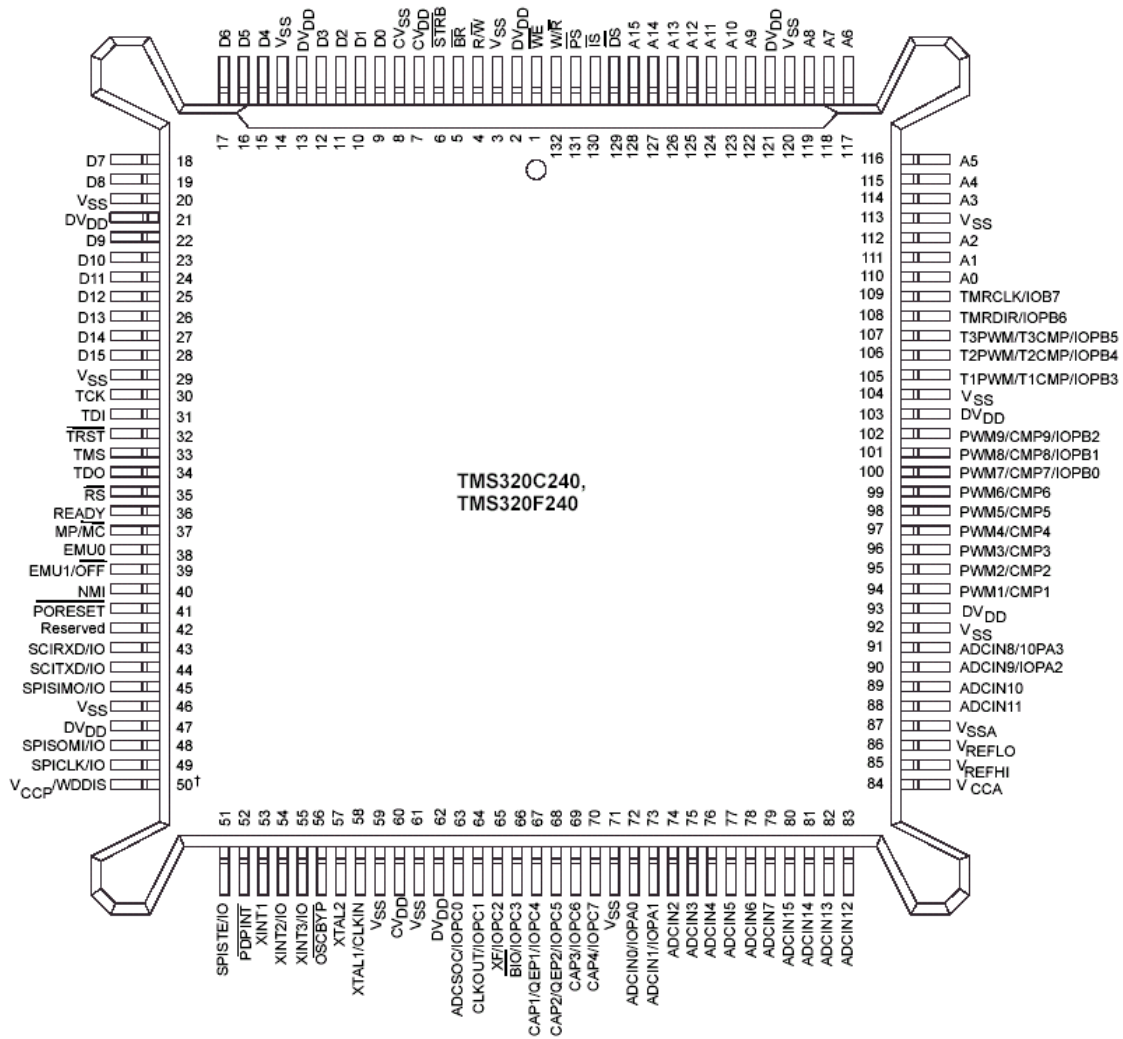 D6 D5 D4 VSS DVDD D3 D2 D1 D0 CVSS CVDD STRB BR R/W VSS DVDD WE W/R PS IS DS A15 A14 A13 A12 A11 A10 A9 DVDD VSS A8 A7 A6
17 16 15 14 13 12 11 10 9 8 7 6 5 4 3 2 1 132 131 130 129 128 127 126 125 124 123 122 121 120 119 118 117
D7 18 116 A5
D8 19 115 A4
VSS 20 114 A3
DVDD 21 113 VSS
D9 22 112 A2
D10 23 111 A1
D11 24 110 A0
D12 25 109 TMRCLK/IOB7
D13 26 108 TMRDIR/IOPB6
D14 27 107 T3PWM/T3CMP/IOPB5
D15 28 106 T2PWM/T2CMP/IOPB4
VSS 29 105 T1PWM/T1CMP/IOPB3
TCK 30 104 VSS
TDI 31 103 DVDD
TRST 32 102 PWM9/CMP9/IOPB2
TMS 33 101 PWM8/CMP8/IOPB1
TDO 34 100 PWM7/CMP7/IOPB0
TMS320C240,
TMS320F240
RS 35 99 PWM6/CMP6
READY 36 98 PWM5/CMP5
MP/MC 37 97 PWM4/CMP4
EMU0 38 96 PWM3/CMP3
EMU1/OFF 39 95 PWM2/CMP2
NMI 40 94 PWM1/CMP1
PORESET 41 93 DVDD
Reserved 42 92 VSS
SCIRXD/IO 43 91 ADCIN8/10PA3
SCITXD/IO 44 90 ADCIN9/IOPA2
SPISIMO/IO 45 89 ADCIN10
VSS 46 88 ADCIN11
DVDD 47 87 VSSA
SPISOMI/IO 48 86 VREFLO
SPICLK/IO 49 85 VREFHI
VCCP/WDDIS 50† 84 VCCA
51 52 53 54 55 56 57 58 59 60 61 62 63 64 65 66 67 68 69 70 71 72 73 74 75 76 77 78 79 80 81 82 83
SPISTE/IO PDPINT XINT1 XINT2/IO XINT3/IO OSCBYP XTAL2 XTAL1/CLKIN VSS CVDD VSS DVDD ADCSOC/IOPC0 CLKOUT/IOPC1 XF/IOPC2 BIO/IOPC3 CAP1/QEP1/IOPC4 CAP2/QEP2/IOPC5 CAP3/IOPC6 CAP4/IOPC7 VSS ADCIN0/IOPA0 ADCIN1/IOPA1 ADCIN2 ADCIN3 ADCIN4 ADCIN5 ADCIN6 ADCIN7 ADCIN15 ADCIN14 ADCIN13 ADCIN12